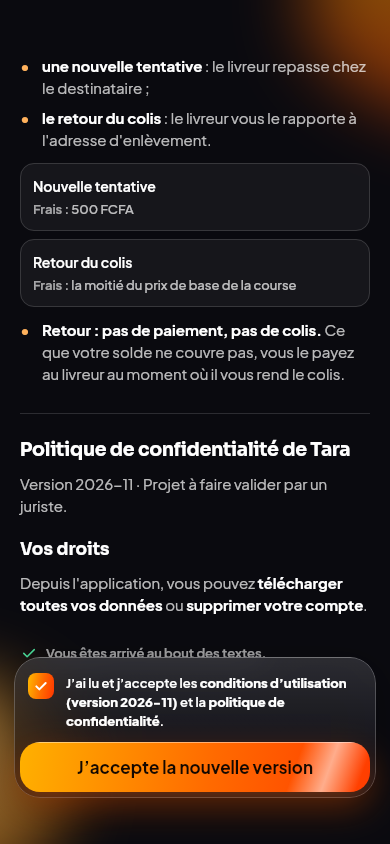 une nouvelle tentative : le livreur repasse chez
le destinataire ;
le retour du colis : le livreur vous le rapporte à
l'adresse d'enlèvement.
Nouvelle tentative
Frais : 500 FCFA
Retour du colis
Frais : la moitié du prix de base de la course
Retour : pas de paiement, pas de colis. Ce
que votre solde ne couvre pas, vous le payez
au livreur au moment où il vous rend le colis.
Politique de confidentialité de Tara
Version 2026-11 · Projet à faire valider par un
juriste.
Vos droits
Depuis l'application, vous pouvez télécharger
toutes vos données ou supprimer votre compte.
Vous êtes arrivé au bout des textes.
J’ai lu et j’accepte les conditions d’utilisation
(version 2026-11) et la politique de
confidentialité.
J’accepte la nouvelle version